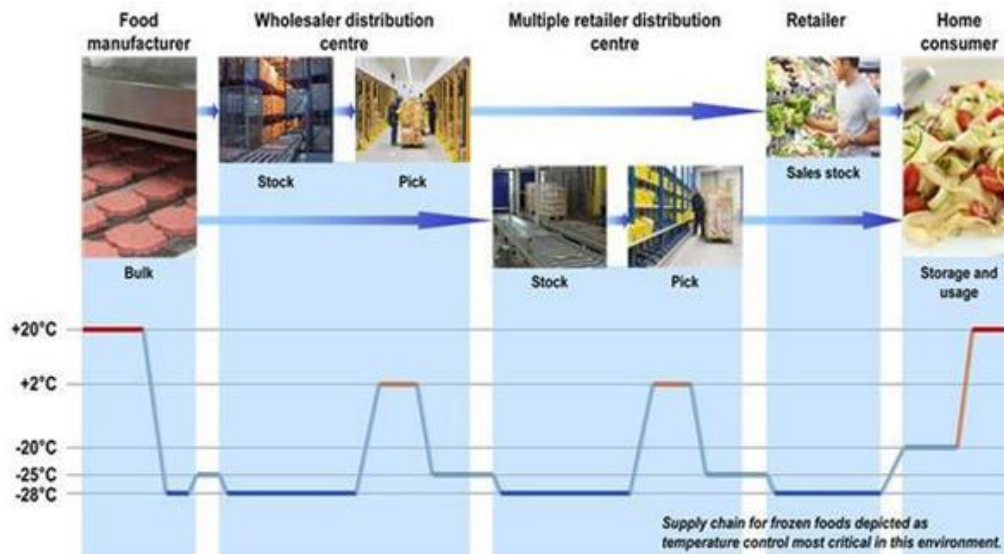 Food
manufacturer
Wholesaler distribution
centre
Multiple retailer distribution
centre
Retailer
Home
consumer
Stock
Pick
Sales stock
Bulk
Stock
Pick
Storage and
usage
+20°C
+2°C
-20°C
-25°C
-28°C
Supply chain for frozen foods depicted as
temperature control most critical in this environment.